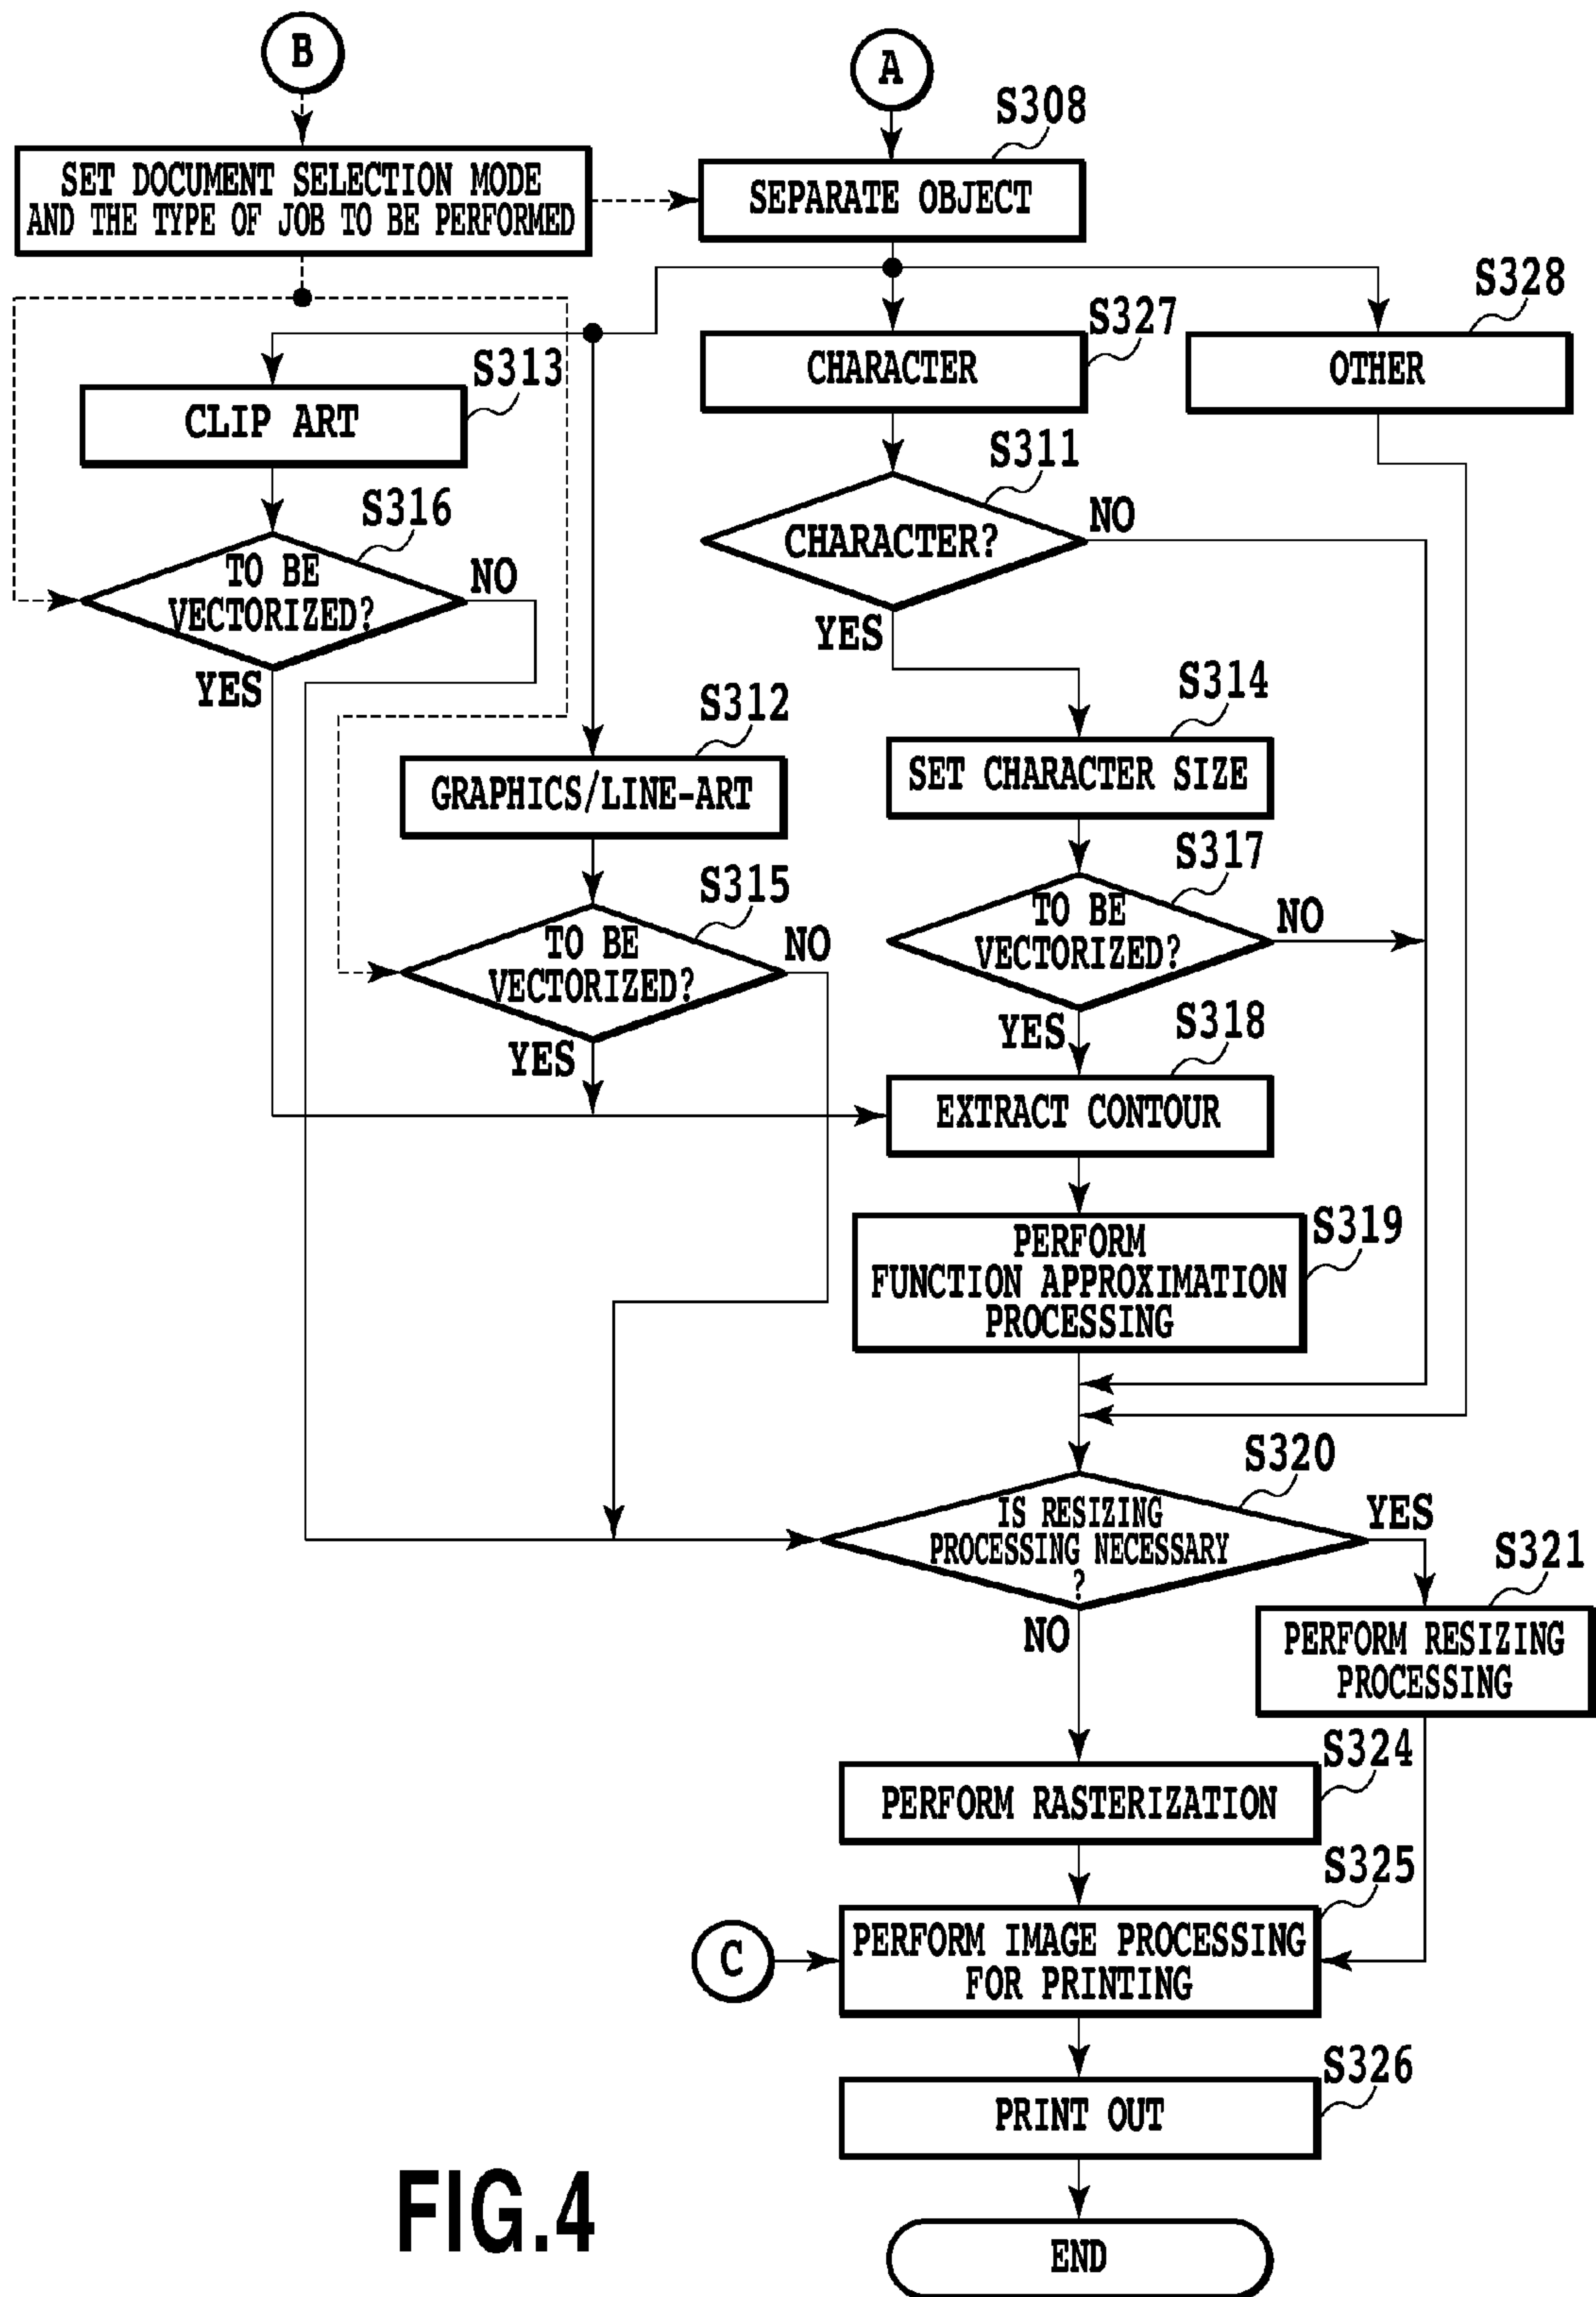 B
A
S308
SET DOCUMENT SELECTION MODE
AND THE TYPE OF JOB TO BE PERFORMED
SEPARATE OBJECT
S328
S327
S313
CHARACTER
OTHER
CLIP ART
S311
S316
CHARACTER?
NO
TO BE
VECTORIZED?
NO
YES
YES
S314
S312
SET CHARACTER SIZE
GRAPHICS/LINE-ART
S317
S315
TO BE
VECTORIZED?
NO
TO BE
VECTORIZED?
NO
S318
YES
YES
EXTRACT CONTOUR
S319
PERFORM
FUNCTION APPROXIMATION
PROCESSING
S320
IS RESIZING
PROCESSING NECESSARY
?
YES
S321
NO
PERFORM RESIZING
PROCESSING
S324
PERFORM RASTERIZATION
S325
C
PERFORM IMAGE PROCESSING
FOR PRINTING
S326
PRINT OUT
FIG.4
END